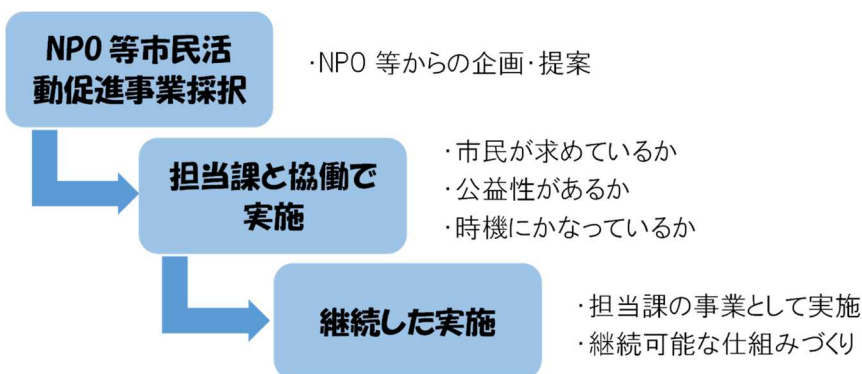 NPO 等市民活
動促進事業採択
・NPO 等からの企画・提案
担当課と協働で
実施
・市民が求めているか
・公益性があるか
・時機にかなっているか
継続した実施
・担当課の事業として実施
・継続可能な仕組みづくり